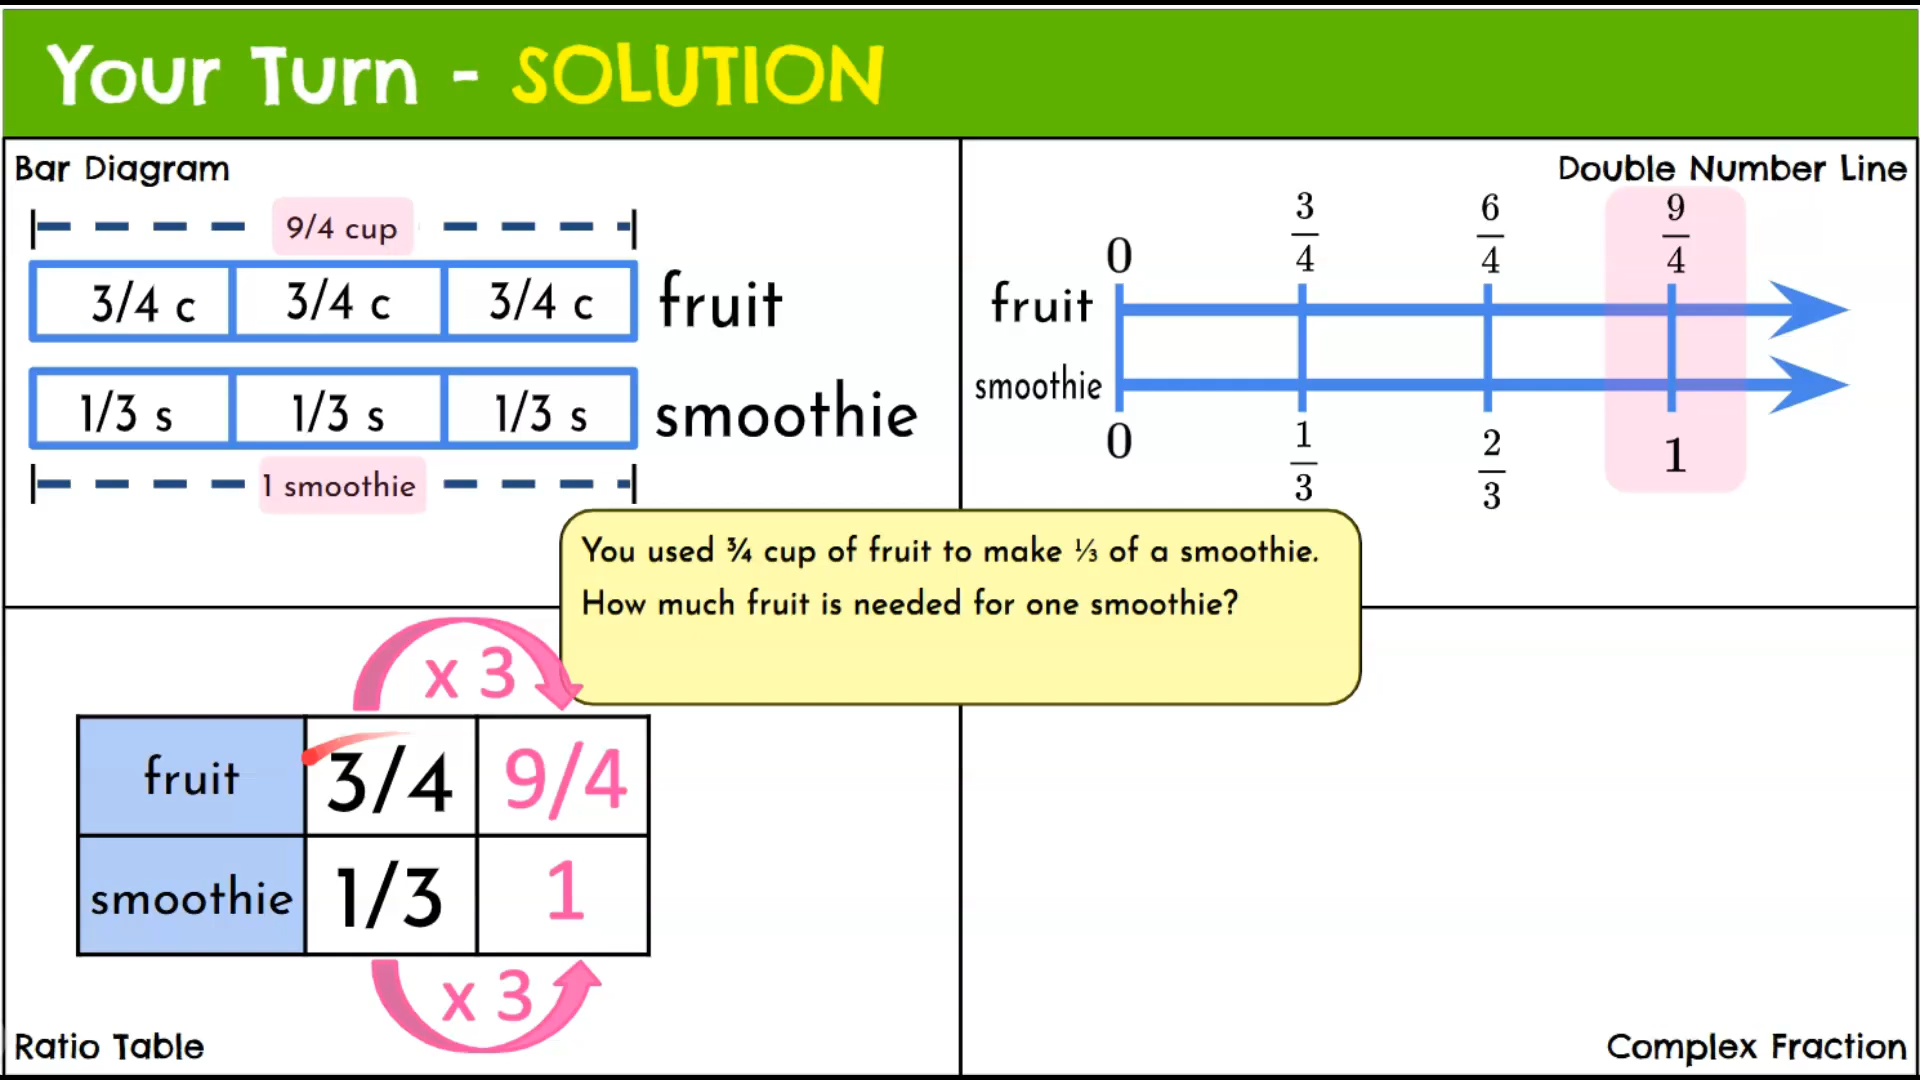 Your Turn - SOLUTION
Bar Diagram
9/4 cup
3/4 c 3/4 c 3/4 c fruit
1/3 s 1/3 s 1/3 s smoothie
1 smoothie
Double Number Line
0 3/4 6/4 9/4
fruit
smoothie
0 1/3 2/3 1
You used ¾ cup of fruit to make ⅓ of a smoothie.
How much fruit is needed for one smoothie?
x 3
fruit 3/4 9/4
smoothie 1/3 1
x 3
Ratio Table
Complex Fraction